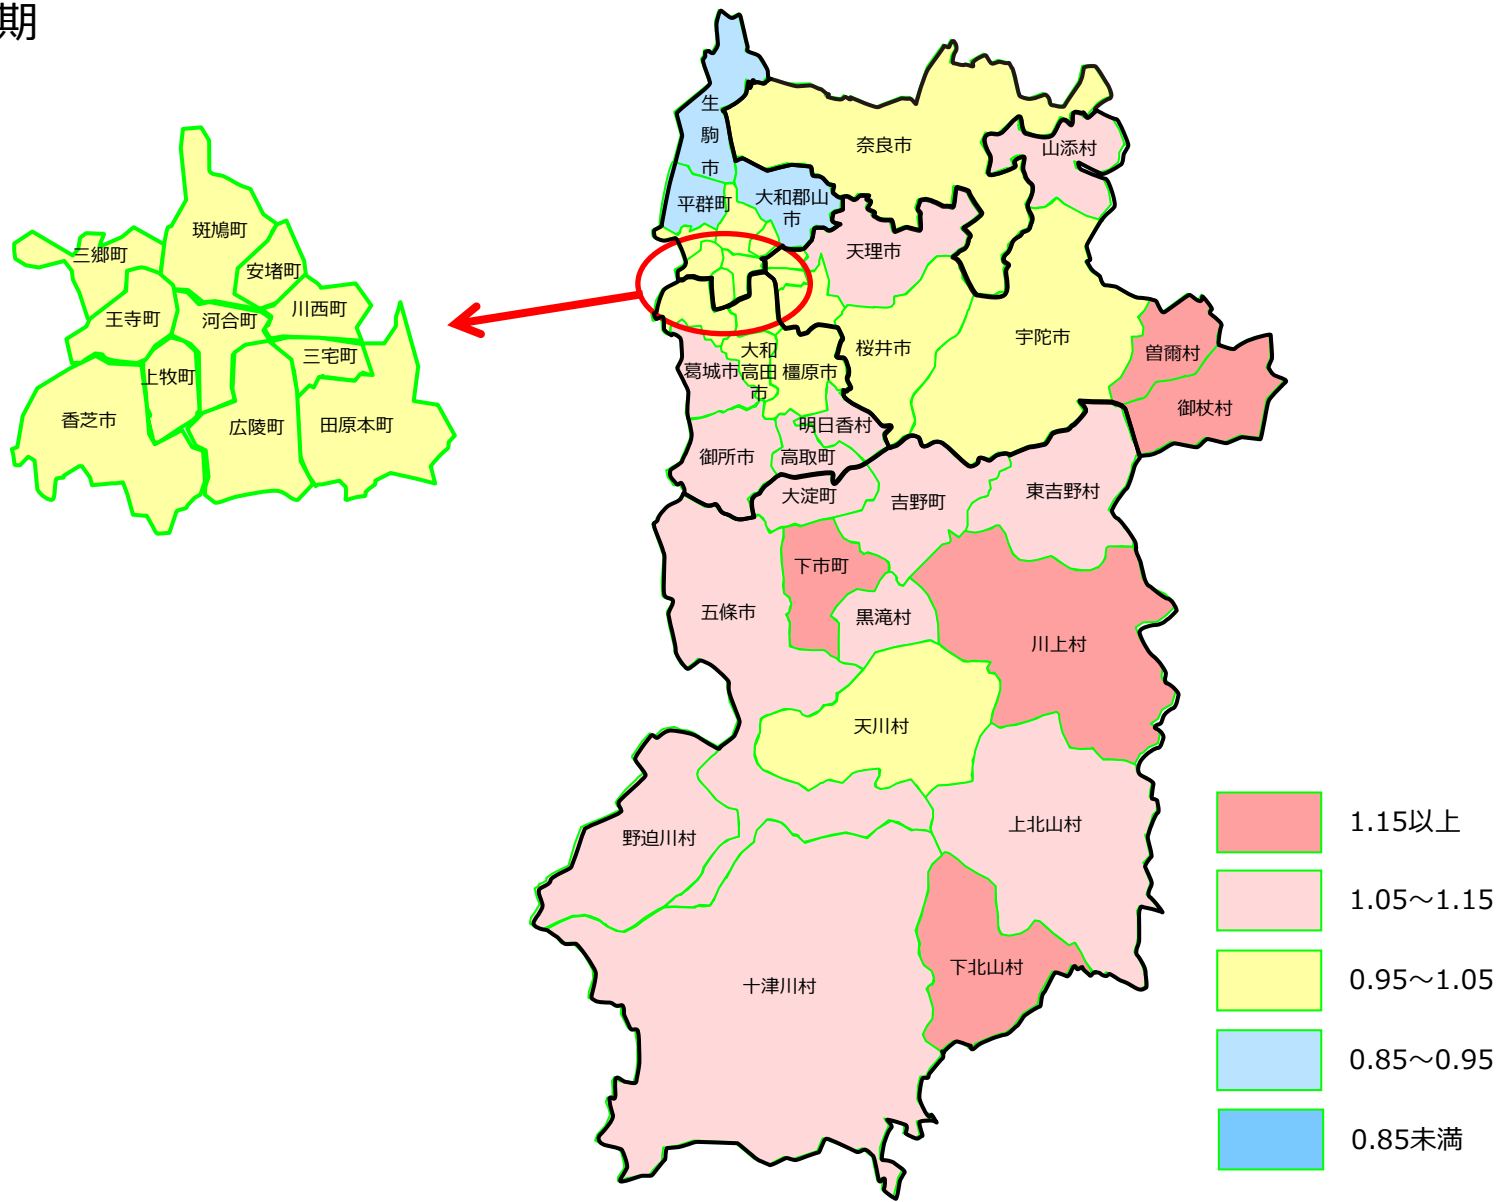 期
生
駒
市
奈良市
山添村
平群町
大和郡山
市
天理市
斑鳩町
三郷町
安堵町
川西町
王寺町
河合町
三宅町
上牧町
香芝市
広陵町
田原本町
宇陀市
桜井市
曽爾村
大和
高田
市
葛城市
橿原市
御杖村
明日香村
御所市
高取町
大淀町
吉野町
東吉野村
下市町
五條市
黒滝村
川上村
天川村
野迫川村
上北山村
下北山村
十津川村
1.15以上
1.05～1.15
0.95～1.05
0.85～0.95
0.85未満